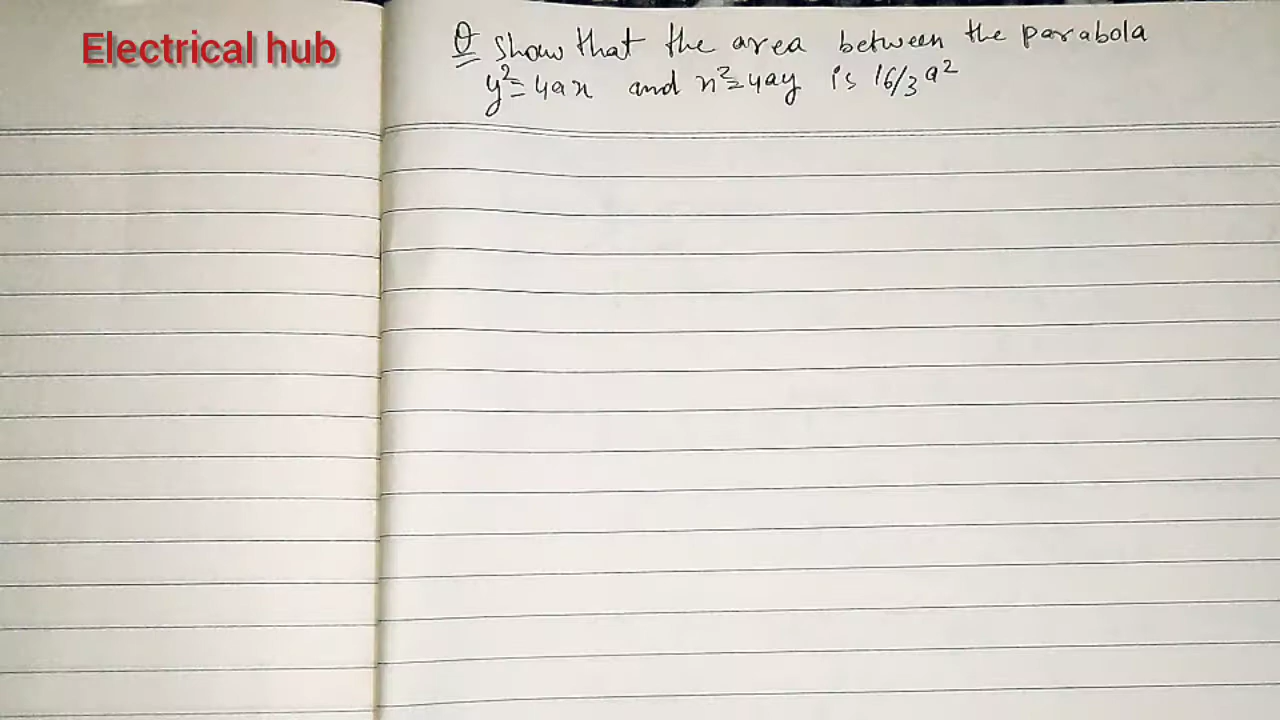 Electrical hub
Q Show that the area between the parabola
y²=4ax and x²=4ay is 16/3 a²